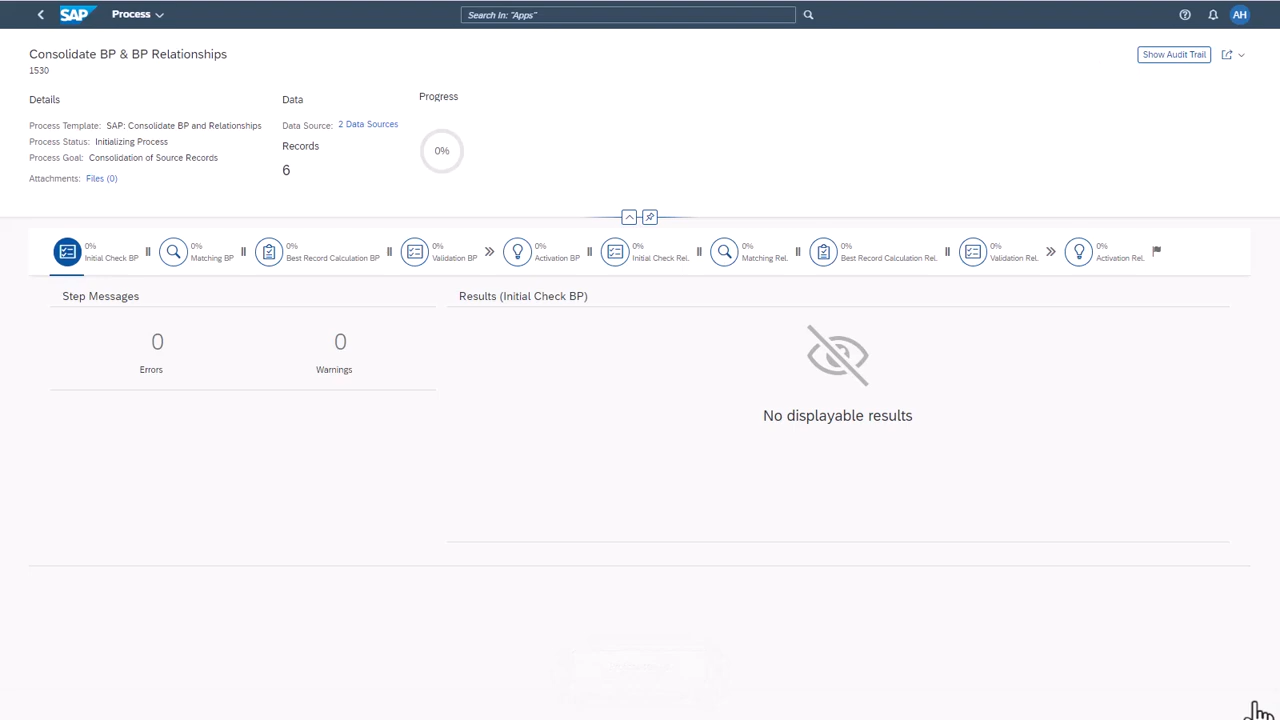 SAP Process Search In: "Apps" AH
Consolidate BP & BP Relationships
1530
Show Audit Trail
Details
Process Template: SAP: Consolidate BP and Relationships
Process Status: Initializing Process
Process Goal: Consolidation of Source Records
Attachments: Files (0)
Data
Data Source: 2 Data Sources
Records
6
Progress
0%
0% Initial Check BP
0% Matching BP
0% Best Record Calculation BP
0% Validation BP
0% Activation BP
0% Initial Check Rel.
0% Matching Rel.
0% Best Record Calculation Rel.
0% Validation Rel.
0% Activation Rel.
Step Messages
0 Errors
0 Warnings
Results (Initial Check BP)
No displayable results